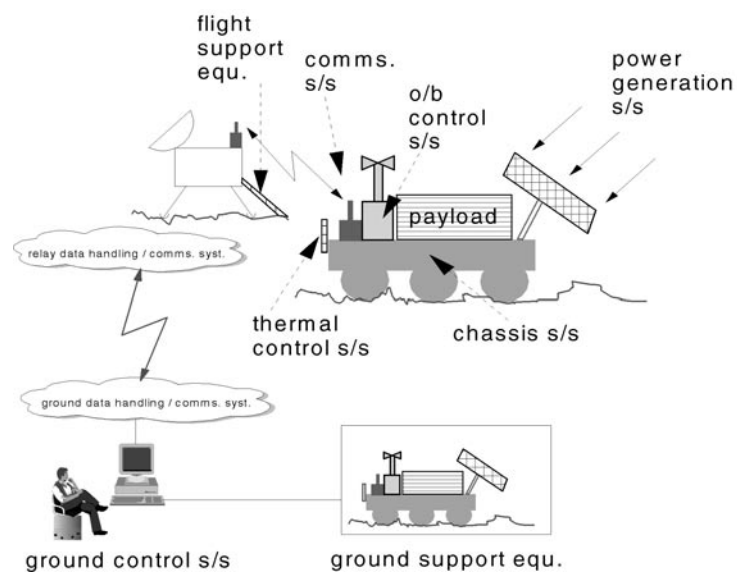 flight
support
equ.
comms.
s/s
o/b
control
s/s
power
generation
s/s
payload
relay data handling / comms. syst.
thermal
control s/s
chassis s/s
ground data handling / comms. syst.
ground control s/s
ground support equ.